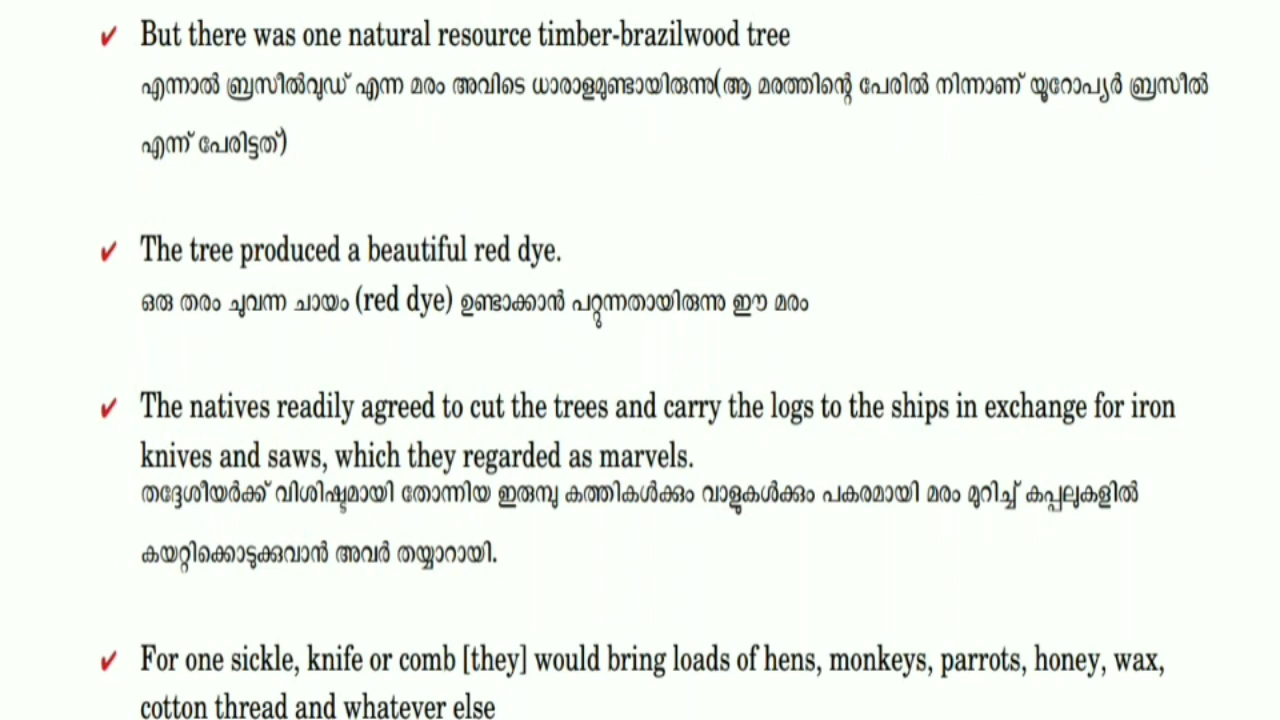 ✔ But there was one natural resource timber-brazilwood tree
എന്നാൽ ബ്രസീൽവുഡ് എന്ന മരം അവിടെ ധാരാളമുണ്ടായിരുന്നു(ആ മരത്തിന്റെ പേരിൽ നിന്നാണ് യൂറോപ്യർ ബ്രസീൽ
എന്ന് പേരിട്ടത്)
✔ The tree produced a beautiful red dye.
ഒരു തരം ചുവന്ന ചായം (red dye) ഉണ്ടാക്കാൻ പറ്റുന്നതായിരുന്നു ഈ മരം
✔ The natives readily agreed to cut the trees and carry the logs to the ships in exchange for iron
knives and saws, which they regarded as marvels.
തദ്ദേശീയർക്ക് വിശിഷ്ടമായി തോന്നിയ ഇരുമ്പു കത്തികൾക്കും വാളുകൾക്കും പകരമായി മരം മുറിച്ച് കപ്പലുകളിൽ
കയറ്റിക്കൊടുക്കുവാൻ അവർ തയ്യാറായി.
✔ For one sickle, knife or comb [they] would bring loads of hens, monkeys, parrots, honey, wax,
cotton thread and whatever else